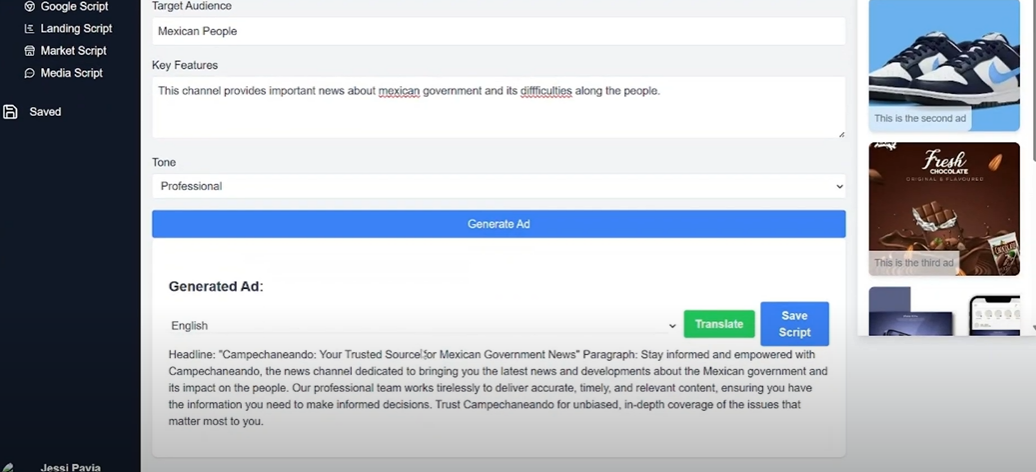 Google Script
Landing Script
Market Script
Media Script
Saved
Jessi Pavia
Target Audience
Mexican People
Key Features
This channel provides important news about mexican government and its diffficulties along the people.
Tone
Professional
Generate Ad
Generated Ad:
English
Translate
Save
Script
Headline: "Campechaneando: Your Trusted Source for Mexican Government News" Paragraph: Stay informed and empowered with
Campechaneando, the news channel dedicated to bringing you the latest news and developments about the Mexican government and
its impact on the people. Our professional team works tirelessly to deliver accurate, timely, and relevant content, ensuring you have
the information you need to make informed decisions. Trust Campechaneando for unbiased, in-depth coverage of the issues that
matter most to you.
This is the second ad
Fresh
CHOCOLATE
ORIGINAL & FLAVOURED
This is the third ad